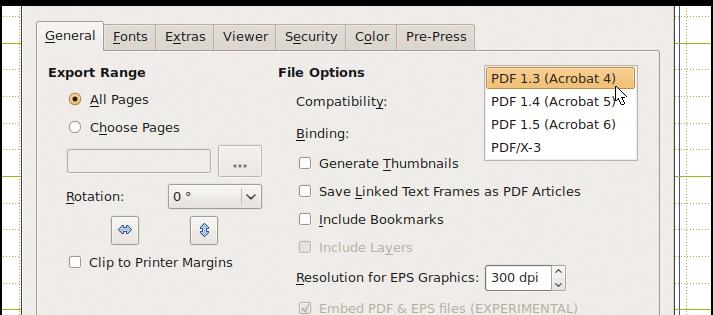 General Fonts Extras Viewer Security Color Pre-Press
Export Range
All Pages
Choose Pages
...
Rotation: 0 °
Clip to Printer Margins
File Options
Compatibility:
PDF 1.3 (Acrobat 4)
PDF 1.4 (Acrobat 5)
PDF 1.5 (Acrobat 6)
PDF/X-3
Binding:
Generate Thumbnails
Save Linked Text Frames as PDF Articles
Include Bookmarks
Include Layers
Resolution for EPS Graphics: 300 dpi
Embed PDF & EPS files (EXPERIMENTAL)